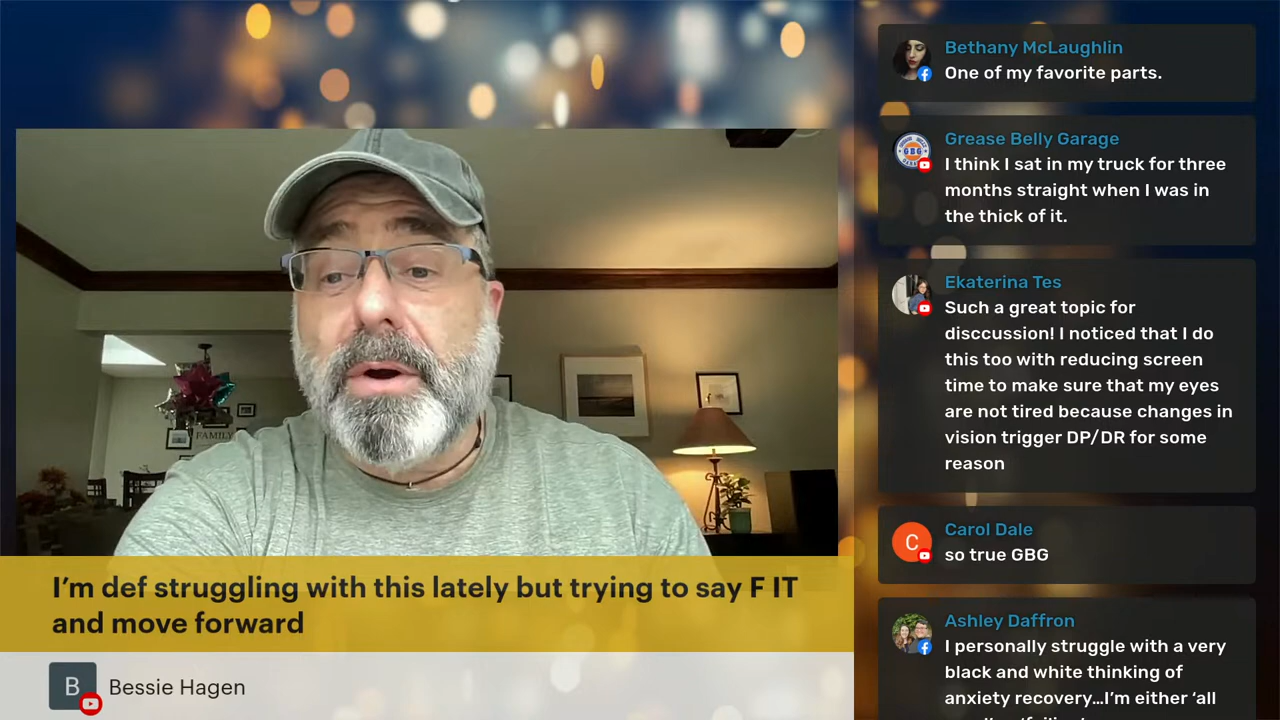 Bethany McLaughlin
One of my favorite parts.
Grease Belly Garage
I think I sat in my truck for three
months straight when I was in
the thick of it.
Ekaterina Tes
Such a great topic for
disccussion! I noticed that I do
this too with reducing screen
time to make sure that my eyes
are not tired because changes in
vision trigger DP/DR for some
reason
C
Carol Dale
so true GBG
Ashley Daffron
I personally struggle with a very
black and white thinking of
anxiety recovery...I'm either ‘all
FAMILY
GBG
I’m def struggling with this lately but trying to say F IT
and move forward
B
Bessie Hagen